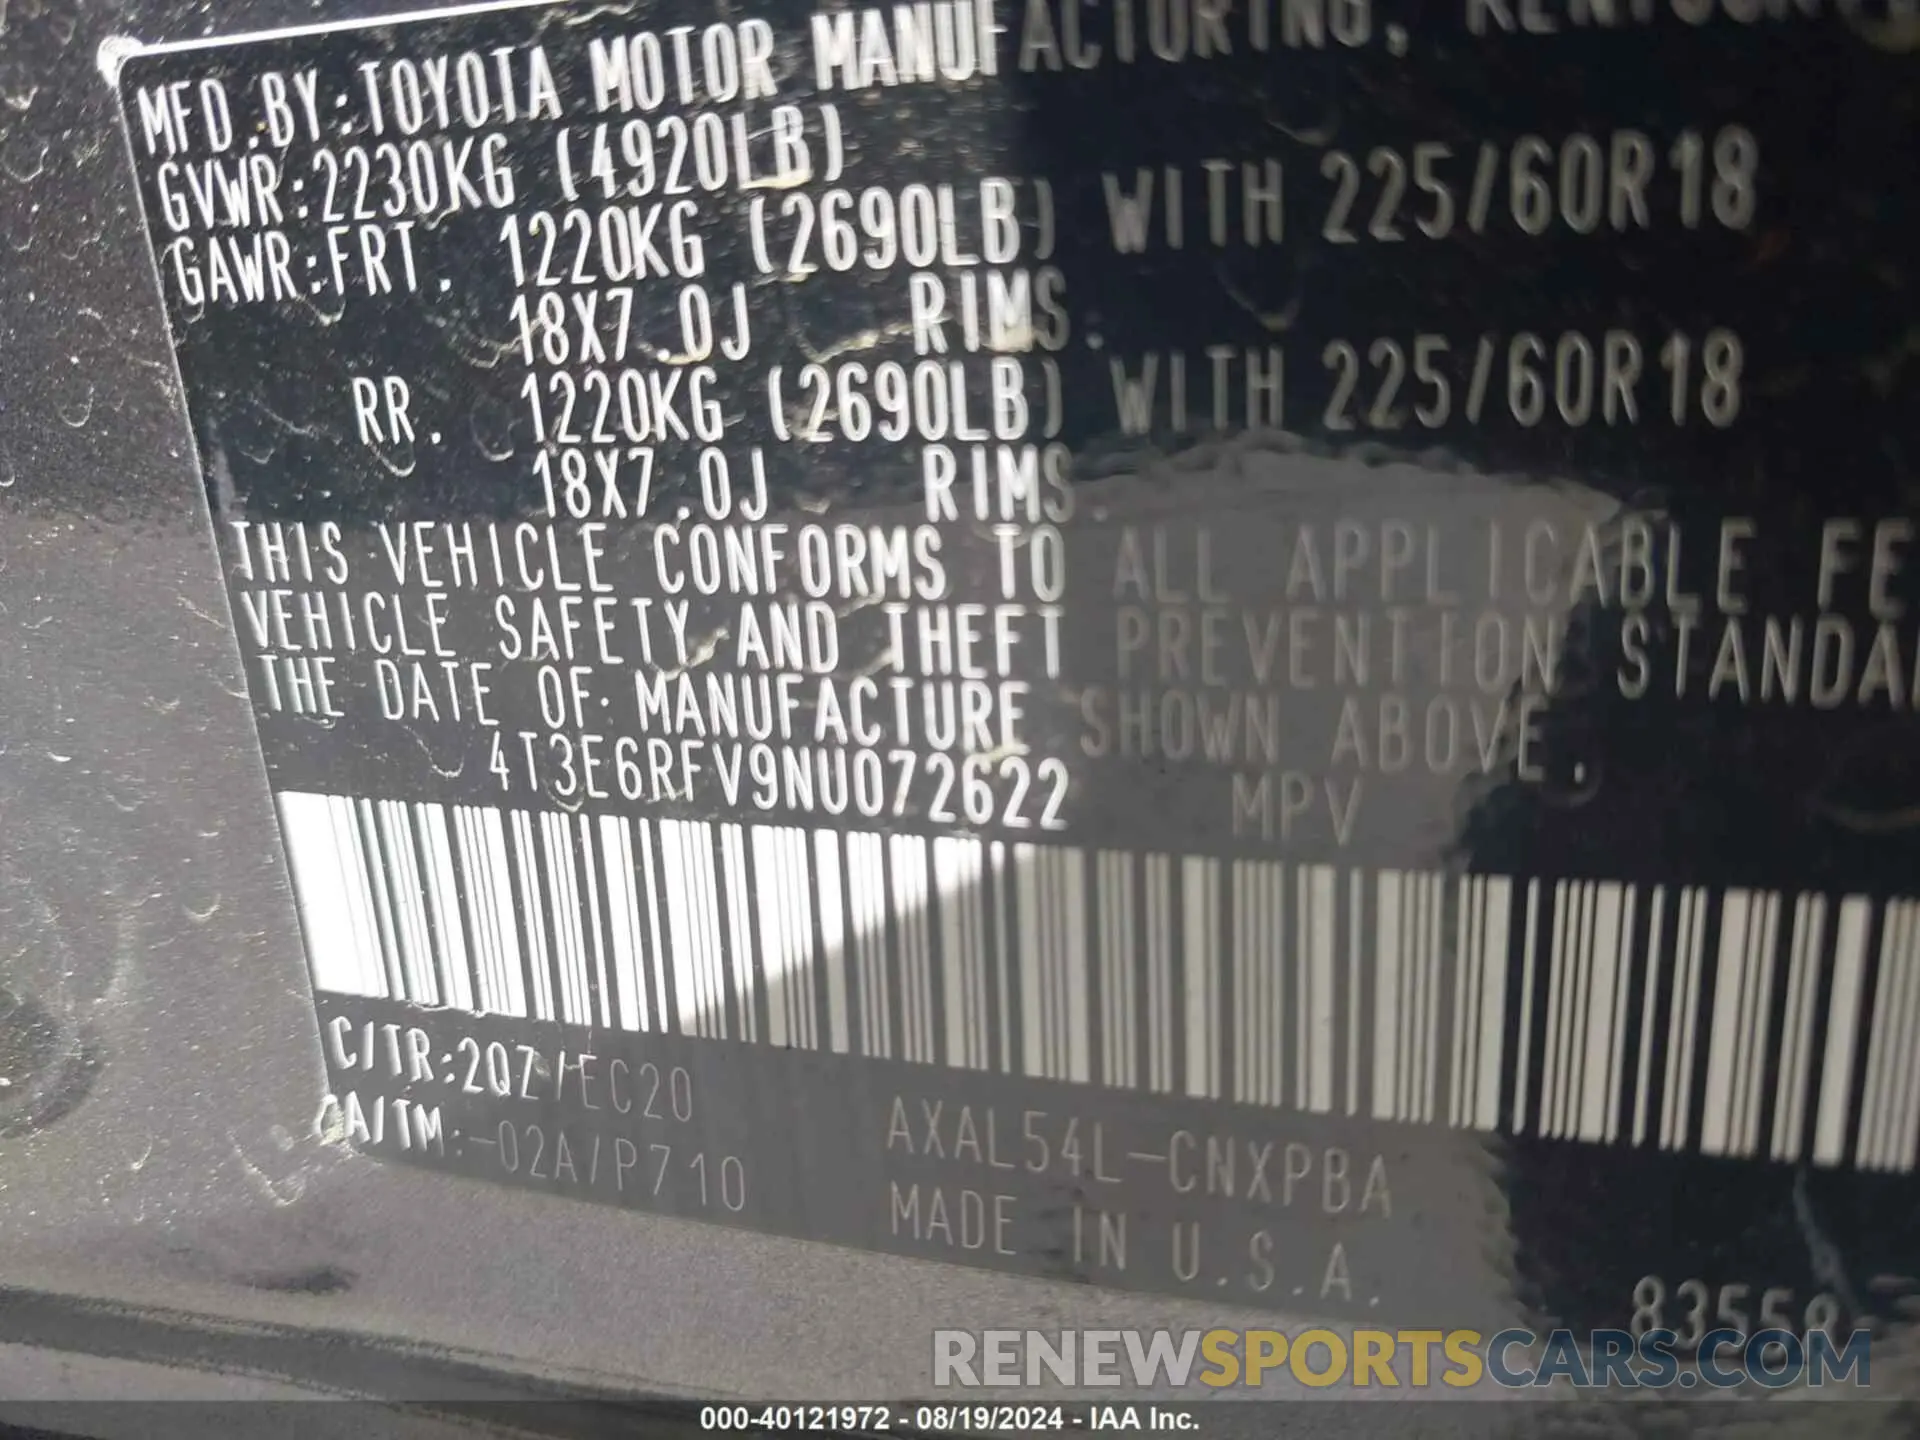 MFD.BY:TOYOTA MOTOR MANUFACTURING,
GVWR:2230KG (4920LB)
GAWR:FRT. 1220KG (2690LB) WITH 225/60R18
18X7.0J RIMS.
RR. 1220KG (2690LB) WITH 225/60R18
18X7.0J RIMS.
THIS VEHICLE CONFORMS TO ALL APPLICABLE FE
VEHICLE SAFETY AND THEFT PREVENTION STANDA
THE DATE OF MANUFACTURE SHOWN ABOVE.
4T3E6RFV9NU072622 MPV
C/TR:2QZ/EC20
CA/TM:-02A/P710
AXAL54L-CNXPBA
MADE IN U.S.A.
83558
RENEWSPORTSCARS.COM
000-40121972 - 08/19/2024 - IAA Inc.